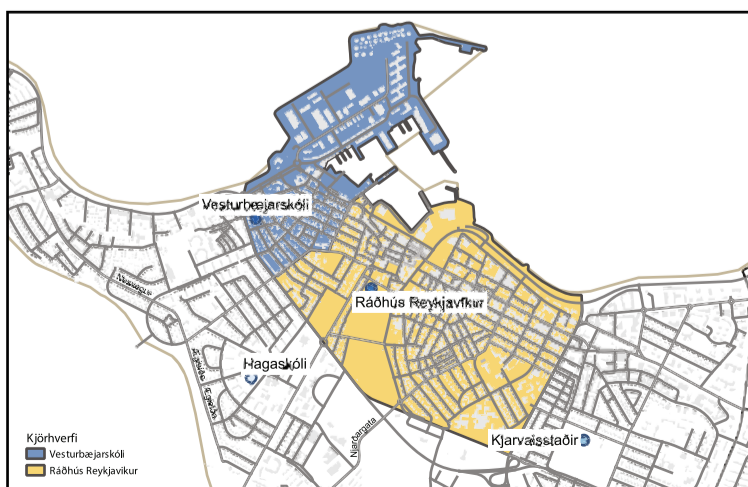 Vesturbæjarskóli
Ráðhús Reykjavíkur
Hagaskóli
Kjarvalsstaðir
Njarðargata
Kjörhverfi
Vesturbæjarskóli
Ráðhús Reykjavíkur